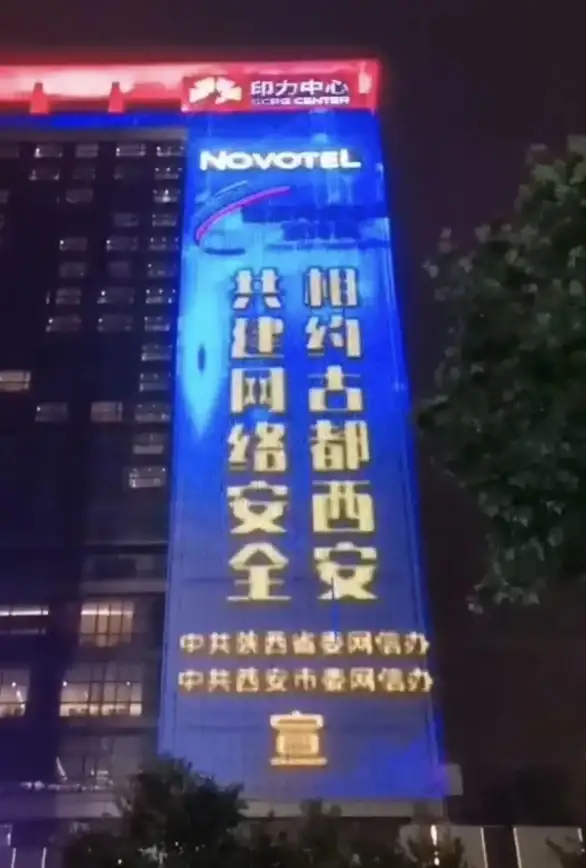 印力中心
SCPG CENTER
NOVOTEL
相约古都西安
共建网络安全
中共陕西省委网信办
中共西安市委网信办
宣